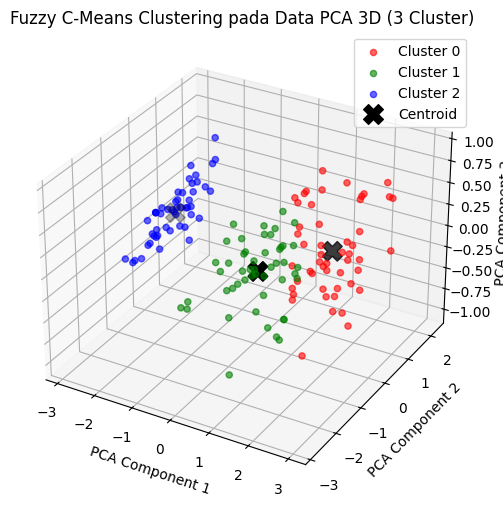 Fuzzy C-Means Clustering pada Data PCA 3D (3 Cluster)
Cluster 0
Cluster 1
Cluster 2
Centroid
1.00
0.75
0.50
0.25
0.00
−0.25
−0.50
−0.75
−1.00
PCA Component
2
1
0
−1
−2
−3
PCA Component 2
−3
−2
−1
0
1
2
3
PCA Component 1